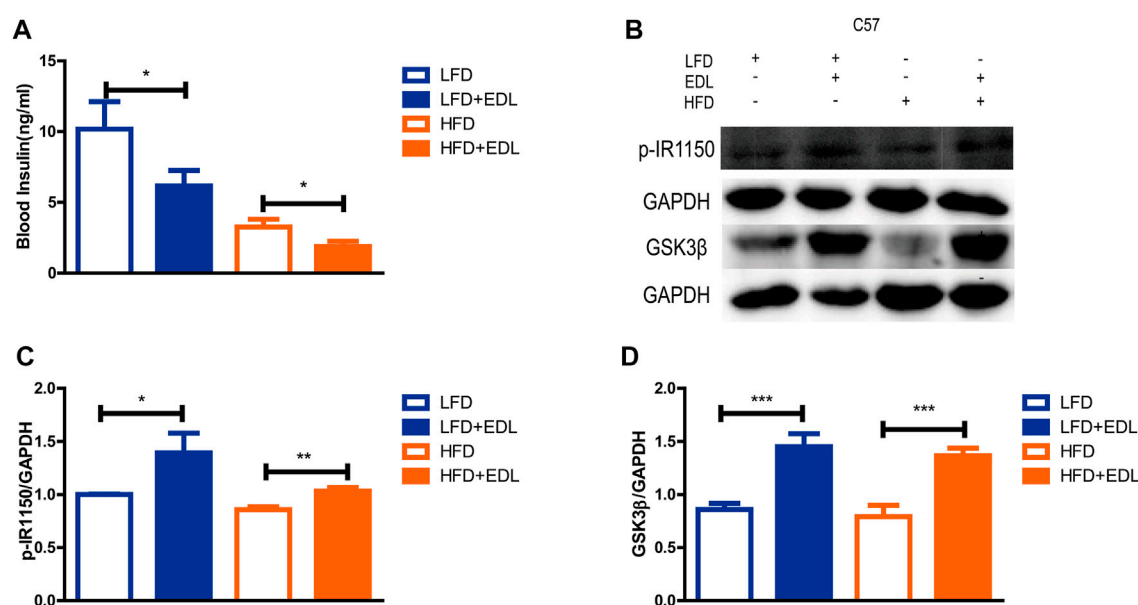 A
Blood Insulin(ng/ml)
15
10
5
0
*
*
LFD
LFD+EDL
HFD
HFD+EDL
B
C57
LFD + + - -
EDL - + - +
HFD - - + +
p-IR1150
GAPDH
GSK3β
+
GAPDH
-
C
p-IR1150/GAPDH
2.0
1.5
1.0
0.5
0.0
*
**
LFD
LFD+EDL
HFD
HFD+EDL
D
GSK3β/GAPDH
2.0
1.5
1.0
0.5
0.0
***
***
LFD
LFD+EDL
HFD
HFD+EDL